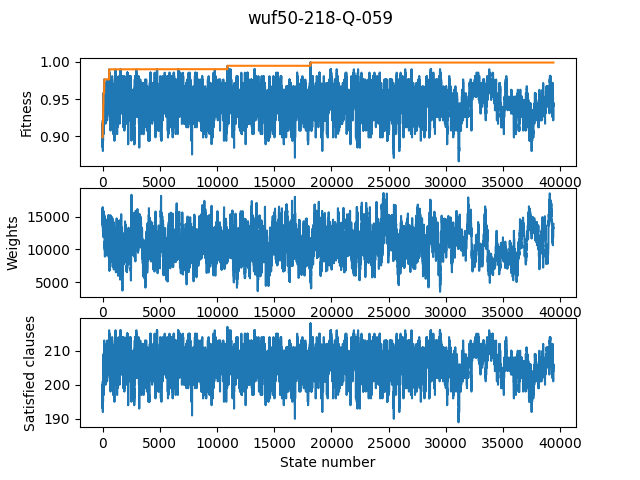 wuf50-218-Q-059
1.00
0.95
0.90
Fitness
0 5000 10000 15000 20000 25000 30000 35000 40000
15000
10000
5000
Weights
0 5000 10000 15000 20000 25000 30000 35000 40000
210
200
190
Satisfied clauses
0 5000 10000 15000 20000 25000 30000 35000 40000
State number